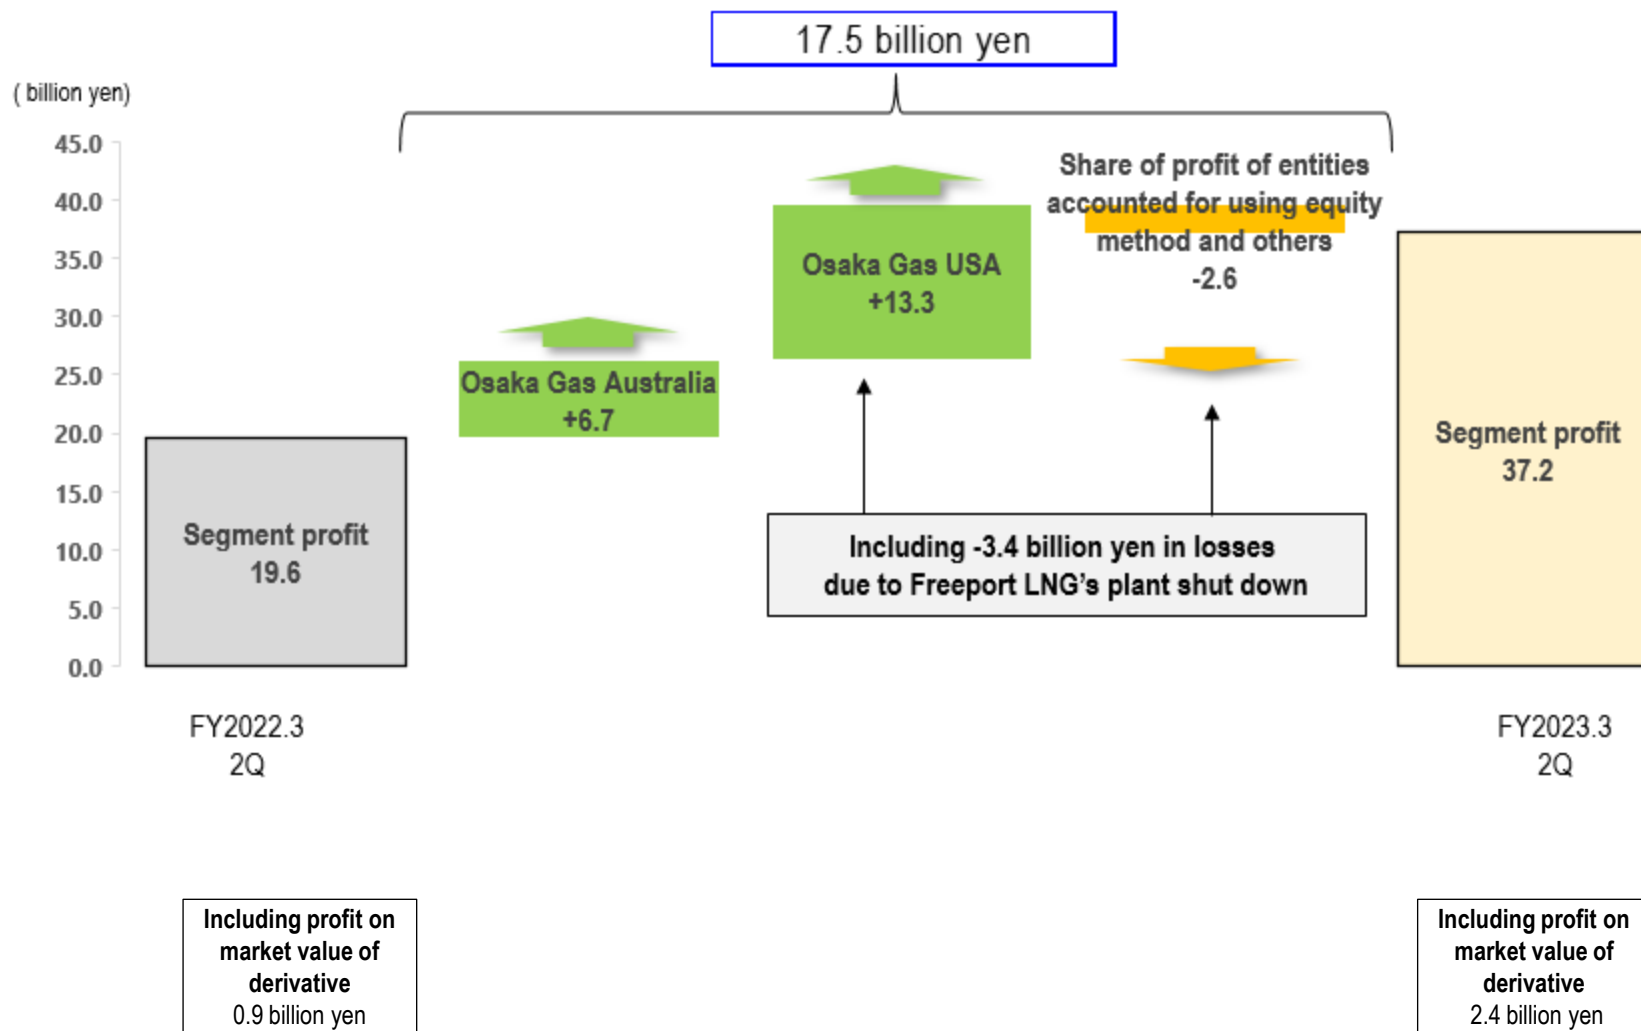 17.5 billion yen
( billion yen)
45.0
40.0
35.0
30.0
25.0
20.0
15.0
10.0
5.0
0.0
Segment profit
19.6
Osaka Gas Australia
+6.7
Osaka Gas USA
+13.3
Share of profit of entities
accounted for using equity
method and others
-2.6
Including -3.4 billion yen in losses
due to Freeport LNG’s plant shut down
Segment profit
37.2
FY2022.3
2Q
FY2023.3
2Q
Including profit on
market value of
derivative
0.9 billion yen
Including profit on
market value of
derivative
2.4 billion yen